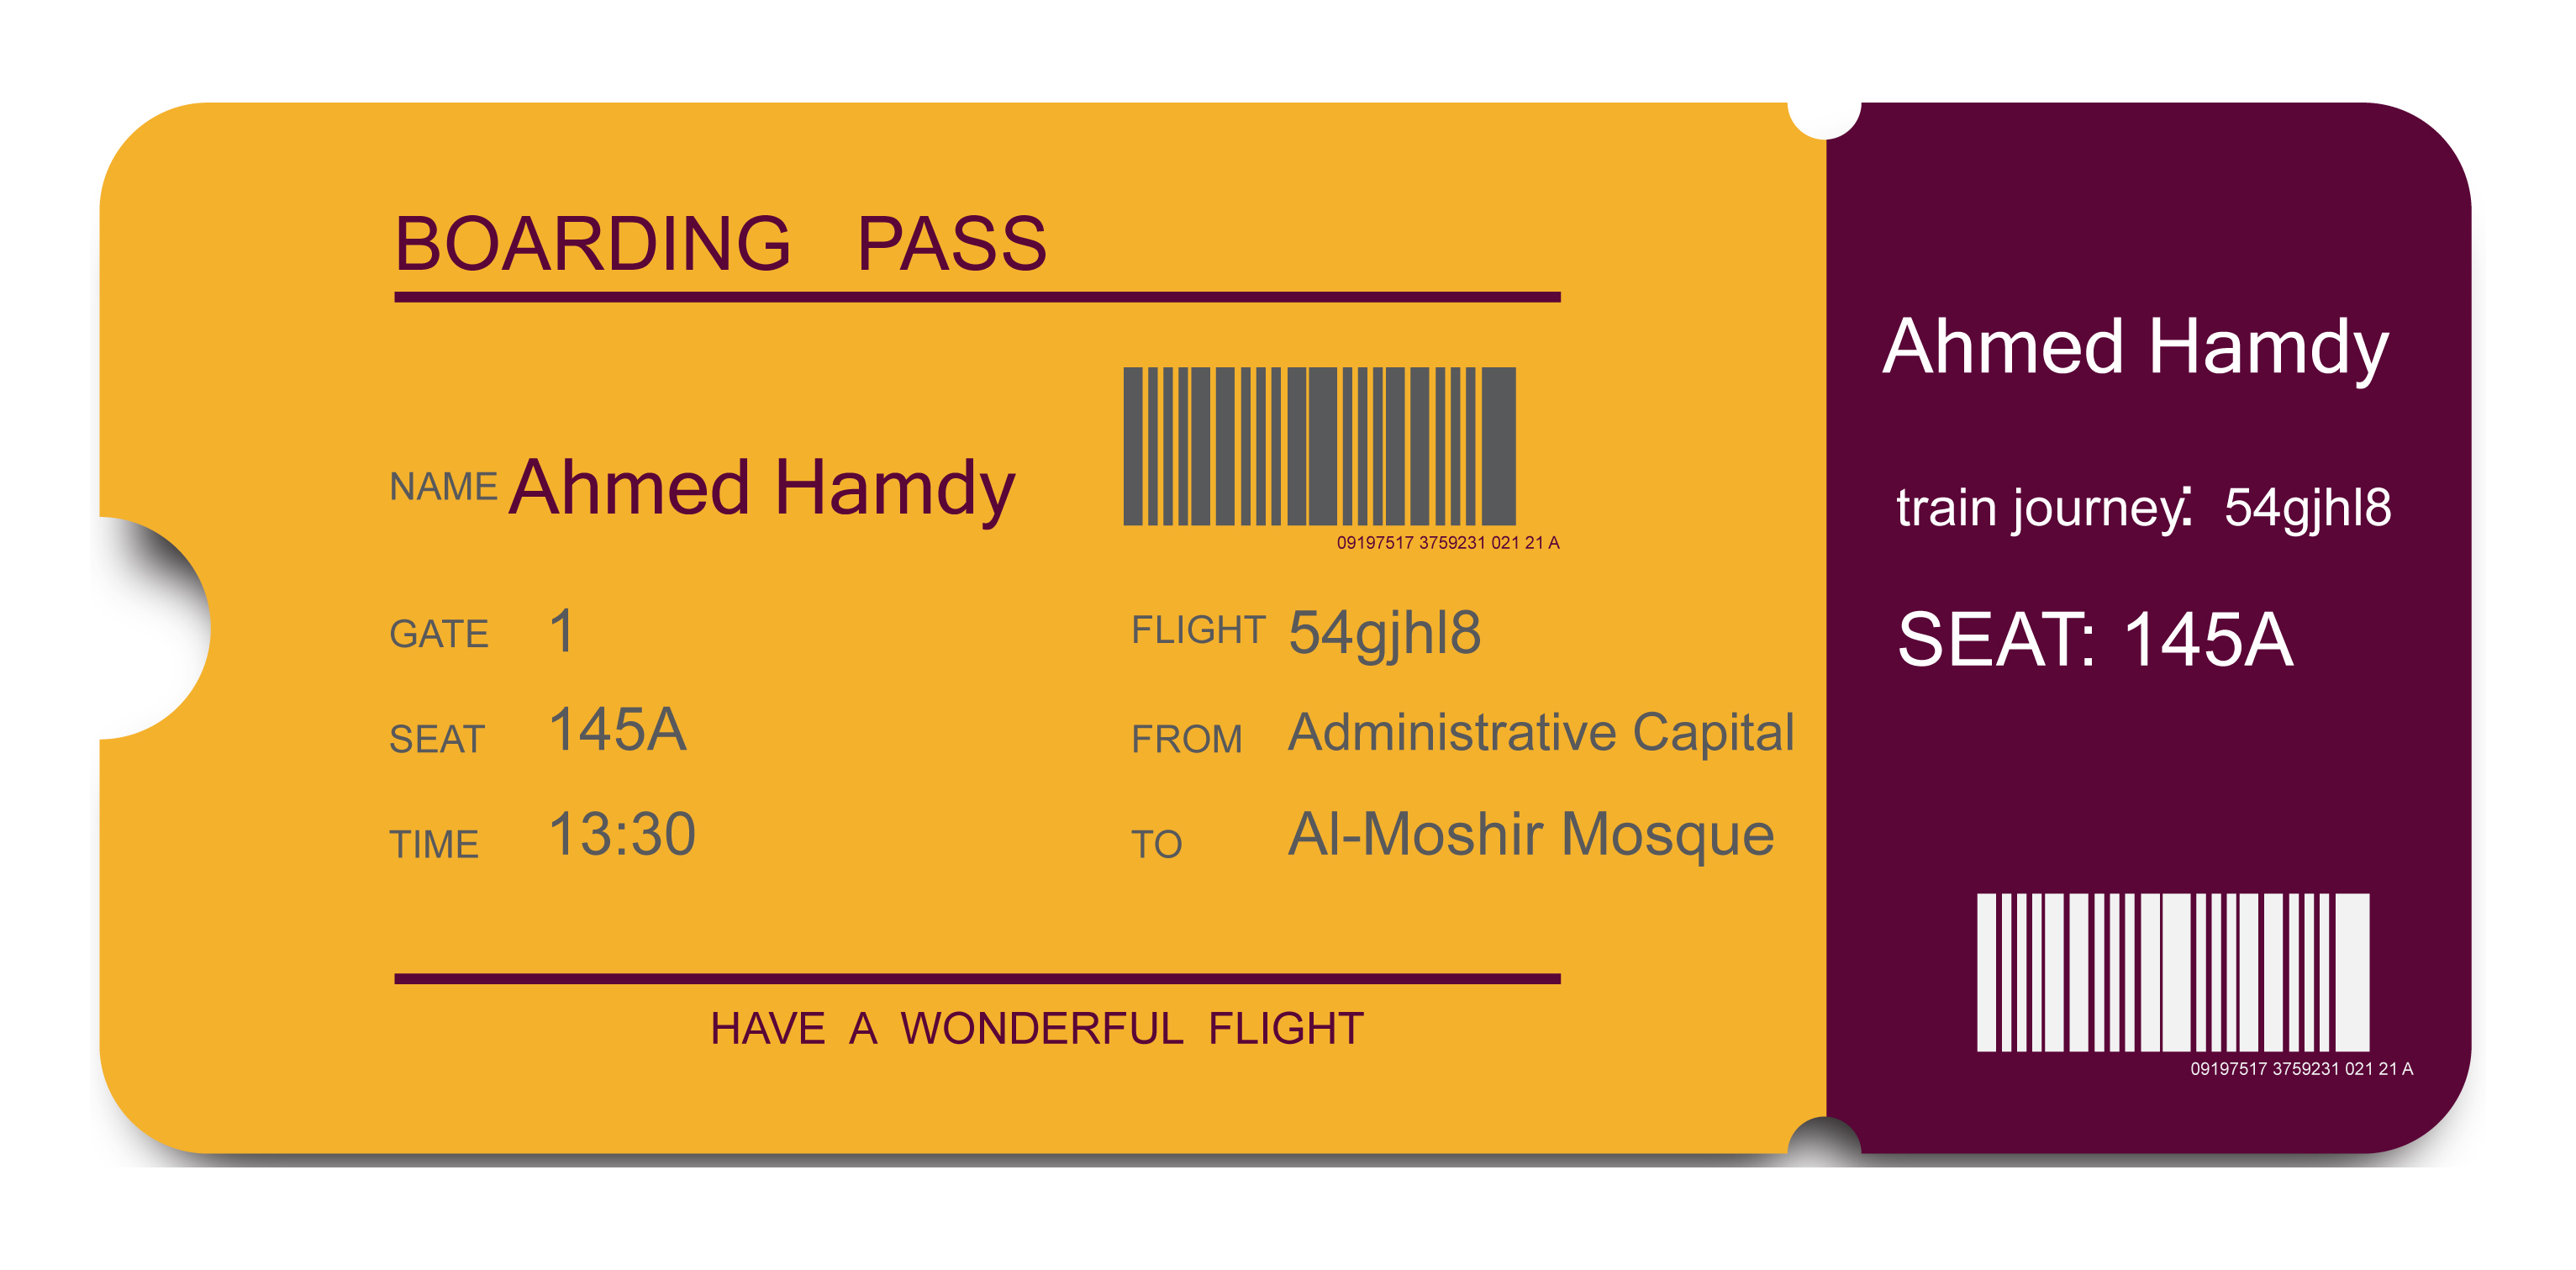 BOARDING PASS
NAME Ahmed Hamdy
09197517 3759231 021 21 A
GATE 1
FLIGHT 54gjhl8
SEAT 145A
FROM Administrative Capital
TIME 13:30
TO Al-Moshir Mosque
HAVE A WONDERFUL FLIGHT
Ahmed Hamdy
train journey: 54gjhl8
SEAT: 145A
09197517 3759231 021 21 A